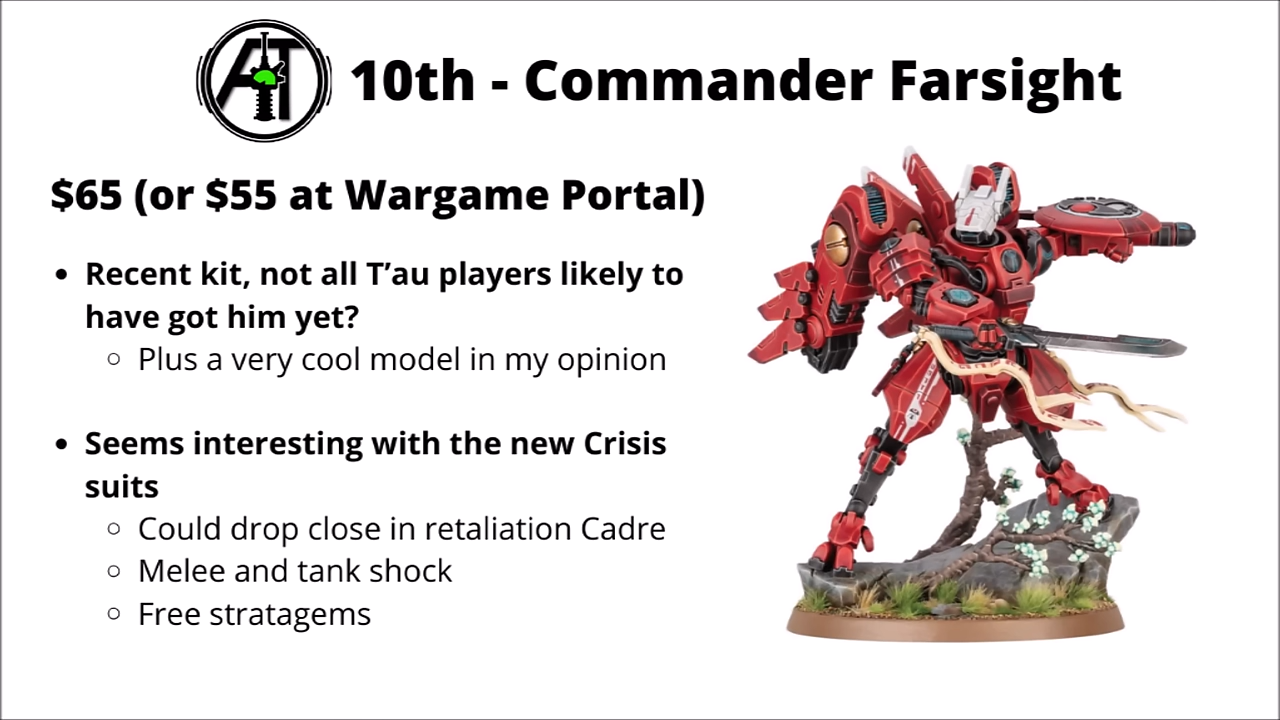 AT
10th - Commander Farsight
$65 (or $55 at Wargame Portal)
• Recent kit, not all T’au players likely to
have got him yet?
○ Plus a very cool model in my opinion
• Seems interesting with the new Crisis
suits
○ Could drop close in retaliation Cadre
○ Melee and tank shock
○ Free stratagems